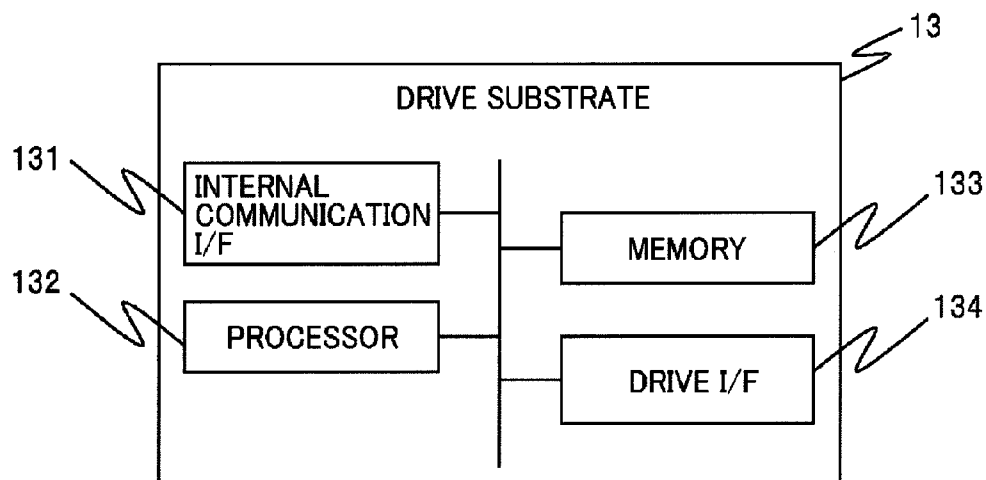 13
DRIVE SUBSTRATE
131
INTERNAL
COMMUNICATION
I/F
133
MEMORY
132
PROCESSOR
134
DRIVE I/F